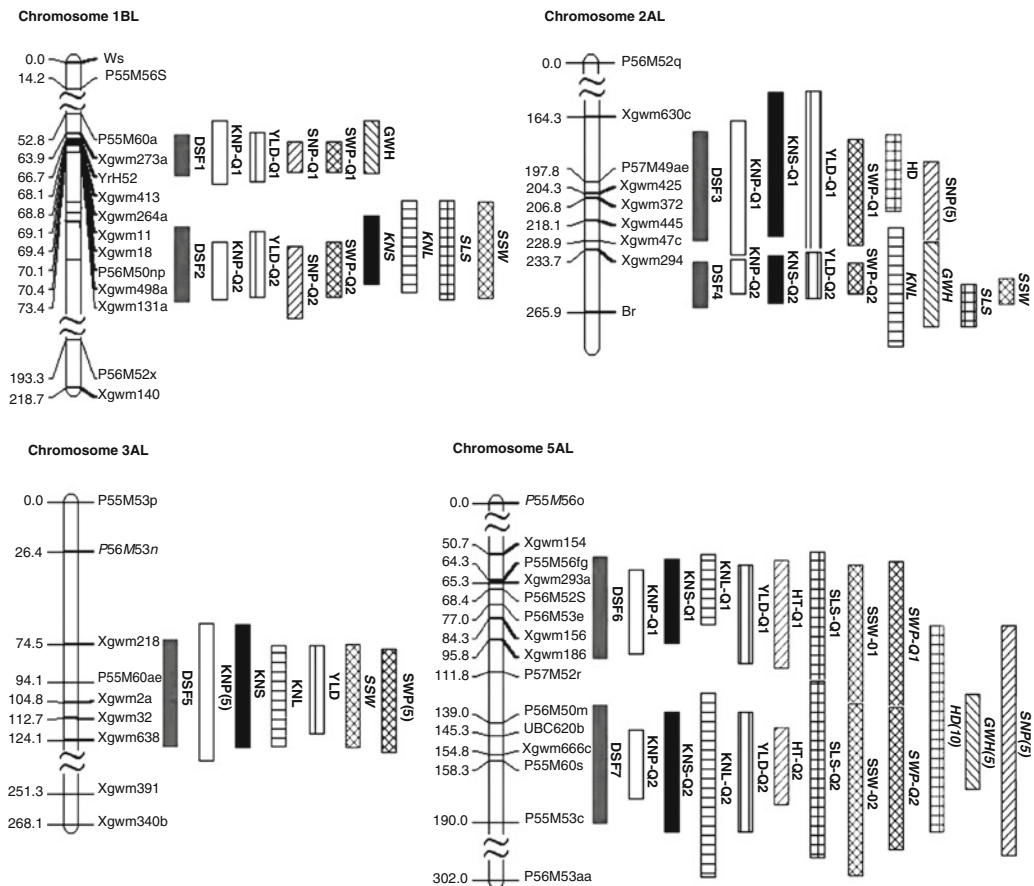 Chromosome 1BL
0.0 Ws
14.2 P55M56S
52.8 P55M60a
63.9 Xgwm273a
66.7 YrH52
68.1 Xgwm413
68.8 Xgwm264a
69.1 Xgwm11
69.4 Xgwm18
70.1 P56M50np
70.4 Xgwm498a
73.4 Xgwm131a
193.3 P56M52x
218.7 Xgwm140
DSF1
KNP-Q1
YLD-Q1
SNP-Q1
SWP-Q1
GWH
DSF2
KNP-Q2
YLD-Q2
SNP-Q2
SWP-Q2
KNS
KNL
SLS
SSW
Chromosome 2AL
0.0 P56M52q
164.3 Xgwm630c
197.8 P57M49ae
204.3 Xgwm425
206.8 Xgwm372
218.1 Xgwm445
228.9 Xgwm47c
233.7 Xgwm294
265.9 Br
DSF3
KNP-Q1
KNS-Q1
YLD-Q1
SWP-Q1
HD
SNP(5)
DSF4
KNP-Q2
KNS-Q2
YLD-Q2
SWP-Q2
KNL
GWH
SLS
SSW
Chromosome 3AL
0.0 P55M53p
26.4 P56M53n
74.5 Xgwm218
94.1 P55M60ae
104.8 Xgwm2a
112.7 Xgwm32
124.1 Xgwm638
251.3 Xgwm391
268.1 Xgwm340b
DSF5
KNP(5)
KNS
KNL
YLD
SSW
SWP(5)
Chromosome 5AL
0.0 P55M56o
50.7 Xgwm154
64.3 P55M56fg
65.3 Xgwm293a
68.4 P56M52S
77.0 P56M53e
84.3 Xgwm156
95.8 Xgwm186
111.8 P57M52r
139.0 P56M50m
145.3 UBC620b
154.8 Xgwm666c
158.3 P55M60s
190.0 P55M53c
302.0 P56M53aa
DSF6
KNP-Q1
KNS-Q1
KNL-Q1
YLD-Q1
HT-Q1
SLS-Q1
SSW-01
SWP-Q1
DSF7
KNP-Q2
KNS-Q2
KNL-Q2
YLD-Q2
HT-Q2
SLS-Q2
SSW-02
SWP-Q2
HD(10)
GWH(5)
SNP(5)